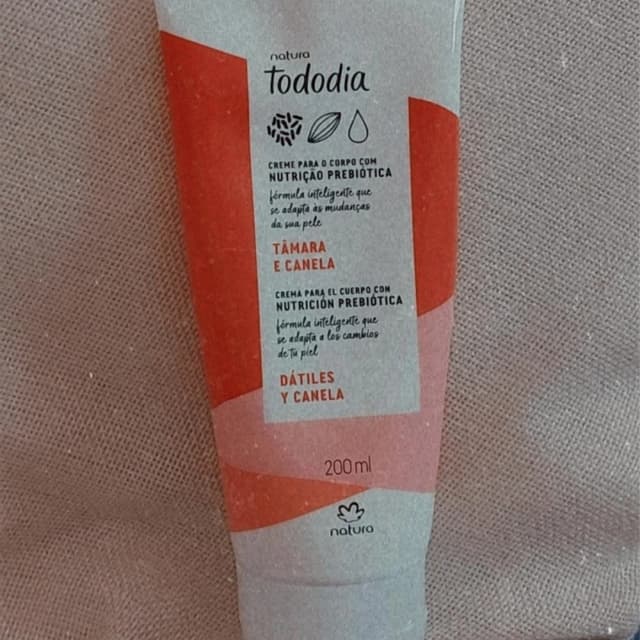 natura
tododia
CREME PARA O CORPO COM
NUTRIÇÃO PREBIÓTICA
fórmula inteligente que
se adapta às mudanças
da sua pele
TÂMARA
E CANELA
CREMA PARA EL CUERPO CON
NUTRICIÓN PREBIÓTICA
fórmula inteligente que
se adapta a los cambios
de tu piel
DÁTILES
Y CANELA
200 ml
natura